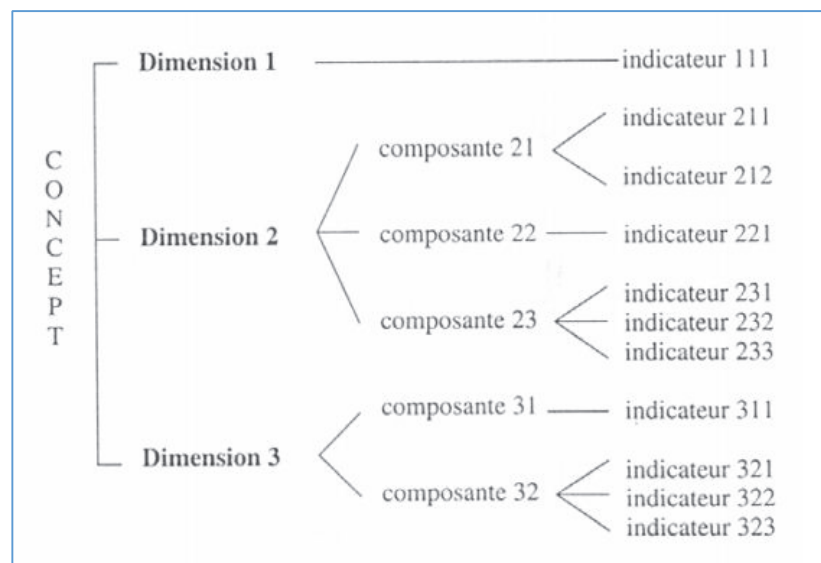 CONCEPT
Dimension 1
indicateur 111
composante 21
indicateur 211
indicateur 212
Dimension 2
composante 22
indicateur 221
composante 23
indicateur 231
indicateur 232
indicateur 233
Dimension 3
composante 31
indicateur 311
composante 32
indicateur 321
indicateur 322
indicateur 323